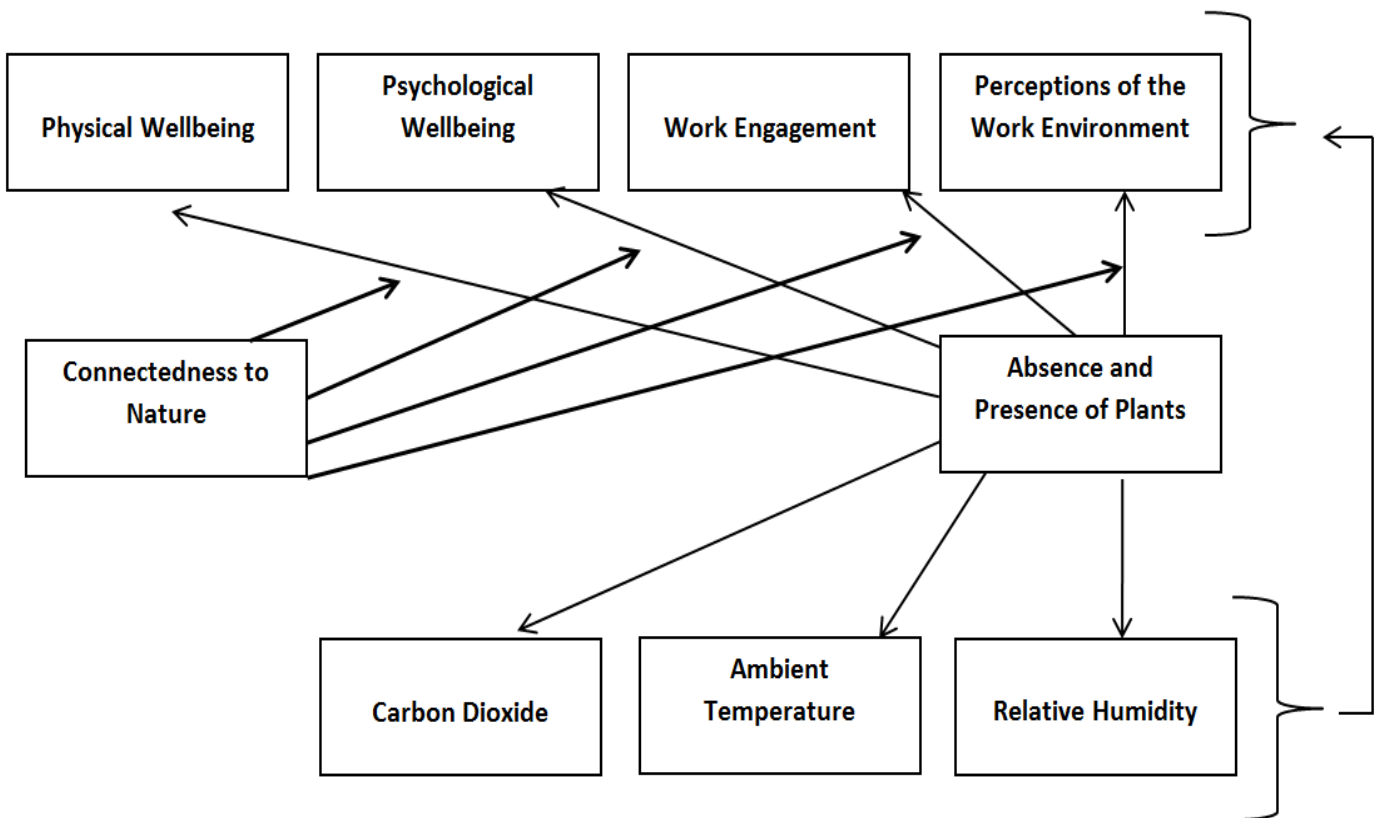 Physical Wellbeing
Psychological
Wellbeing
Work Engagement
Perceptions of the
Work Environment
Connectedness to
Nature
Absence and
Presence of Plants
Carbon Dioxide
Ambient
Temperature
Relative Humidity